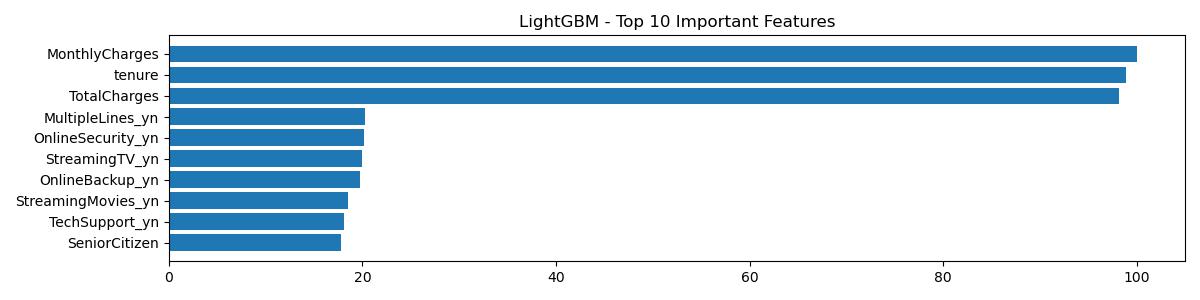 LightGBM - Top 10 Important Features
MonthlyCharges
tenure
TotalCharges
MultipleLines_yn
OnlineSecurity_yn
StreamingTV_yn
OnlineBackup_yn
StreamingMovies_yn
TechSupport_yn
SeniorCitizen
0 20 40 60 80 100